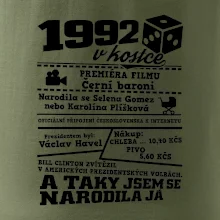 1992
v kostce
PREMIÉRA FILMU
Černí baroni
Narodila se Selena Gomez
nebo Karolína Plíšková
OFICIÁLNÍ PŘIPOJENÍ ČESKOSLOVENSKA K INTERNETU
Prezidentem byl:
Václav Havel
Nákup:
CHLEBA ... 10,40 KČS
PIVO
5,60 KČS
BILL CLINTON ZVÍTĚZIL
V AMERICKÝCH PREZIDENTSKÝCH VOLBÁCH.
A TAKY JSEM SE
NARODILA JÁ